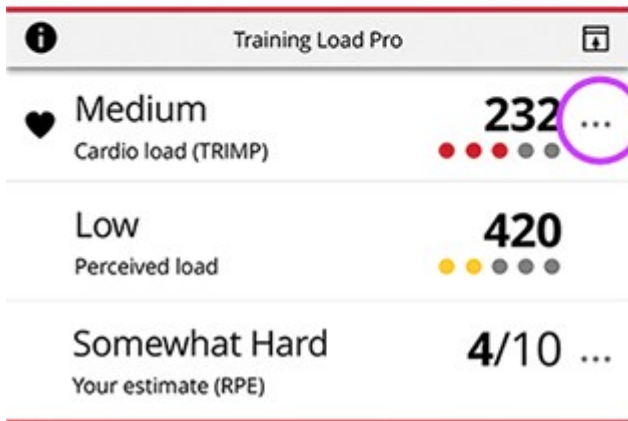 Training Load Pro
Medium 232 ...
Cardio load (TRIMP)
Low 420
Perceived load
Somewhat Hard 4/10 ...
Your estimate (RPE)